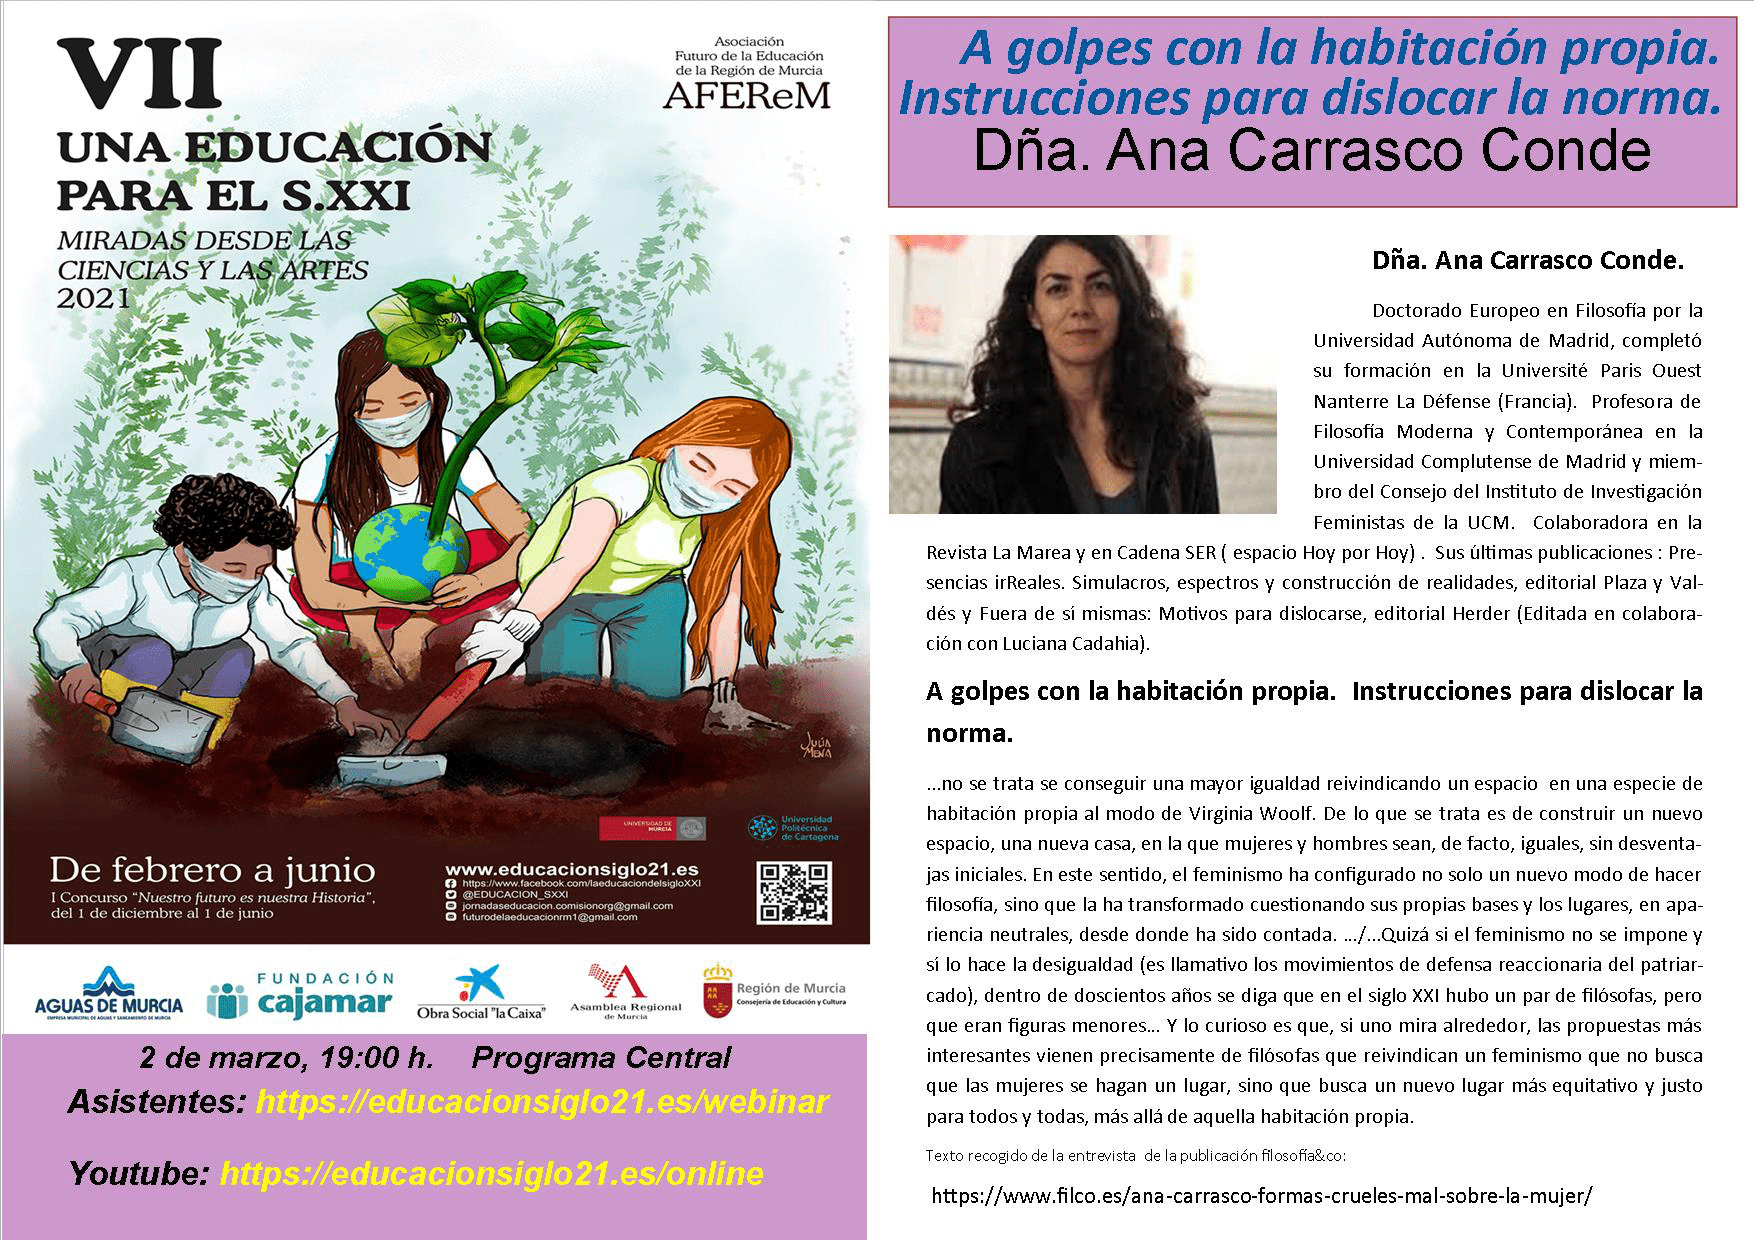 VII
UNA EDUCACIÓN
PARA EL S.XXI
MIRADAS DESDE LAS
CIENCIAS Y LAS ARTES
2021
Asociación
Futuro de la Educación
de la Región de Murcia
AFEReM
JULIA
MENA
UNIVERSIDAD DE
MURCIA
Universidad
Politécnica
de Cartagena
De febrero a junio
I Concurso “Nuestro futuro es nuestra Historia”,
del 1 de diciembre al 1 de junio
www.educacionsiglo21.es
https://www.facebook.com/laeducaciondelsigloXXI
@EDUCACION_SXXI
jornadaseducacion.comisionorg@gmail.com
futurodelaeducacionrm1@gmail.com
AGUAS DE MURCIA
EMPRESA MUNICIPAL DE AGUAS Y SANEAMIENTO DE MURCIA
FUNDACIÓN
cajamar
Obra Social "la Caixa"
Asamblea Regional
de Murcia
Región de Murcia
Consejería de Educación y Cultura
2 de marzo, 19:00 h. Programa Central
Asistentes: https://educacionsiglo21.es/webinar
Youtube: https://educacionsiglo21.es/online
A golpes con la habitación propia.
Instrucciones para dislocar la norma.
Dña. Ana Carrasco Conde
Dña. Ana Carrasco Conde.
Doctorado Europeo en Filosofía por la
Universidad Autónoma de Madrid, completó
su formación en la Université Paris Ouest
Nanterre La Défense (Francia). Profesora de
Filosofía Moderna y Contemporánea en la
Universidad Complutense de Madrid y miem-
bro del Consejo del Instituto de Investigación
Feministas de la UCM. Colaboradora en la
Revista La Marea y en Cadena SER ( espacio Hoy por Hoy) . Sus últimas publicaciones : Pre-
sencias irReales. Simulacros, espectros y construcción de realidades, editorial Plaza y Val-
dés y Fuera de sí mismas: Motivos para dislocarse, editorial Herder (Editada en colabora-
ción con Luciana Cadahia).
A golpes con la habitación propia. Instrucciones para dislocar la
norma.
...no se trata se conseguir una mayor igualdad reivindicando un espacio en una especie de
habitación propia al modo de Virginia Woolf. De lo que se trata es de construir un nuevo
espacio, una nueva casa, en la que mujeres y hombres sean, de facto, iguales, sin desventa-
jas iniciales. En este sentido, el feminismo ha configurado no solo un nuevo modo de hacer
filosofía, sino que la ha transformado cuestionando sus propias bases y los lugares, en apa-
riencia neutrales, desde donde ha sido contada. .../...Quizá si el feminismo no se impone y
sí lo hace la desigualdad (es llamativo los movimientos de defensa reaccionaria del patriar-
cado), dentro de doscientos años se diga que en el siglo XXI hubo un par de filósofas, pero
que eran figuras menores... Y lo curioso es que, si uno mira alrededor, las propuestas más
interesantes vienen precisamente de filósofas que reivindican un feminismo que no busca
que las mujeres se hagan un lugar, sino que busca un nuevo lugar más equitativo y justo
para todos y todas, más allá de aquella habitación propia.
Texto recogido de la entrevista de la publicación filosofía&co:
https://www.filco.es/ana-carrasco-formas-crueles-mal-sobre-la-mujer/